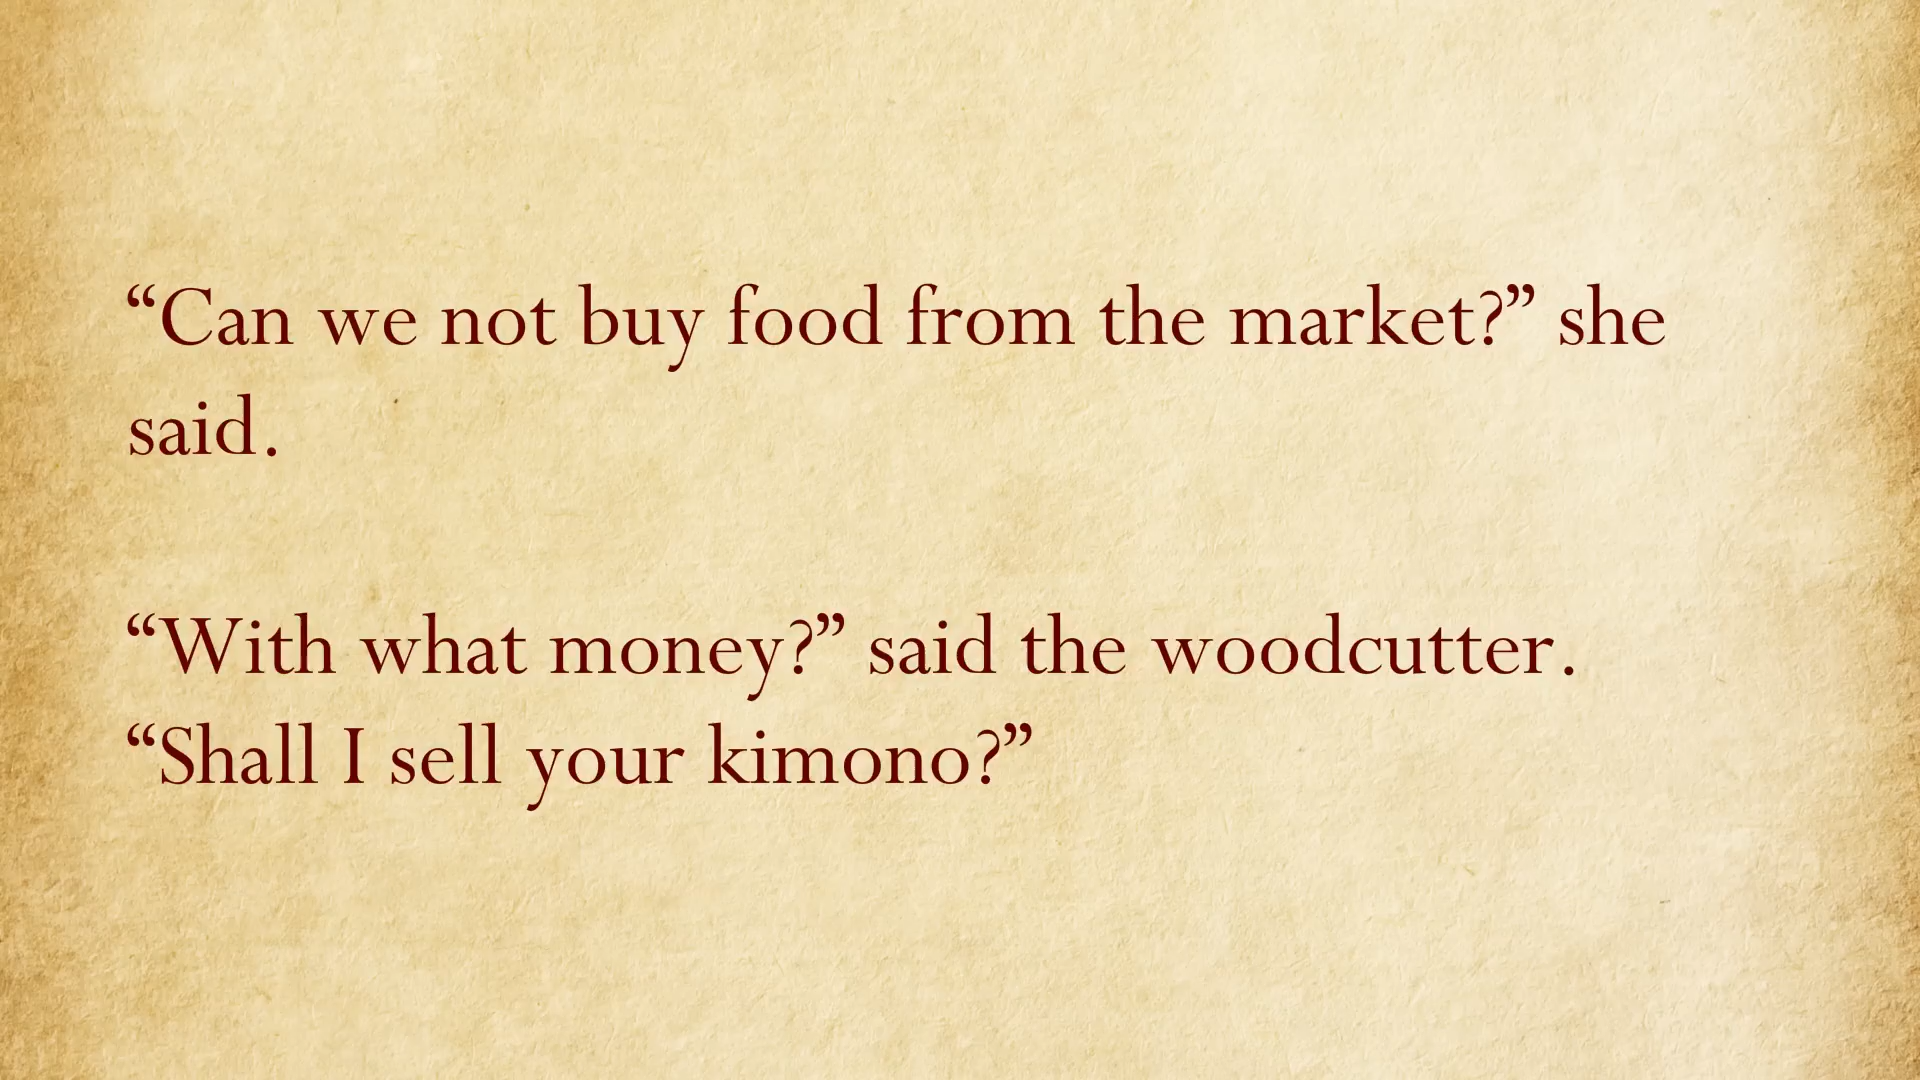 “Can we not buy food from the market?” she
said.
“With what money?” said the woodcutter.
“Shall I sell your kimono?”